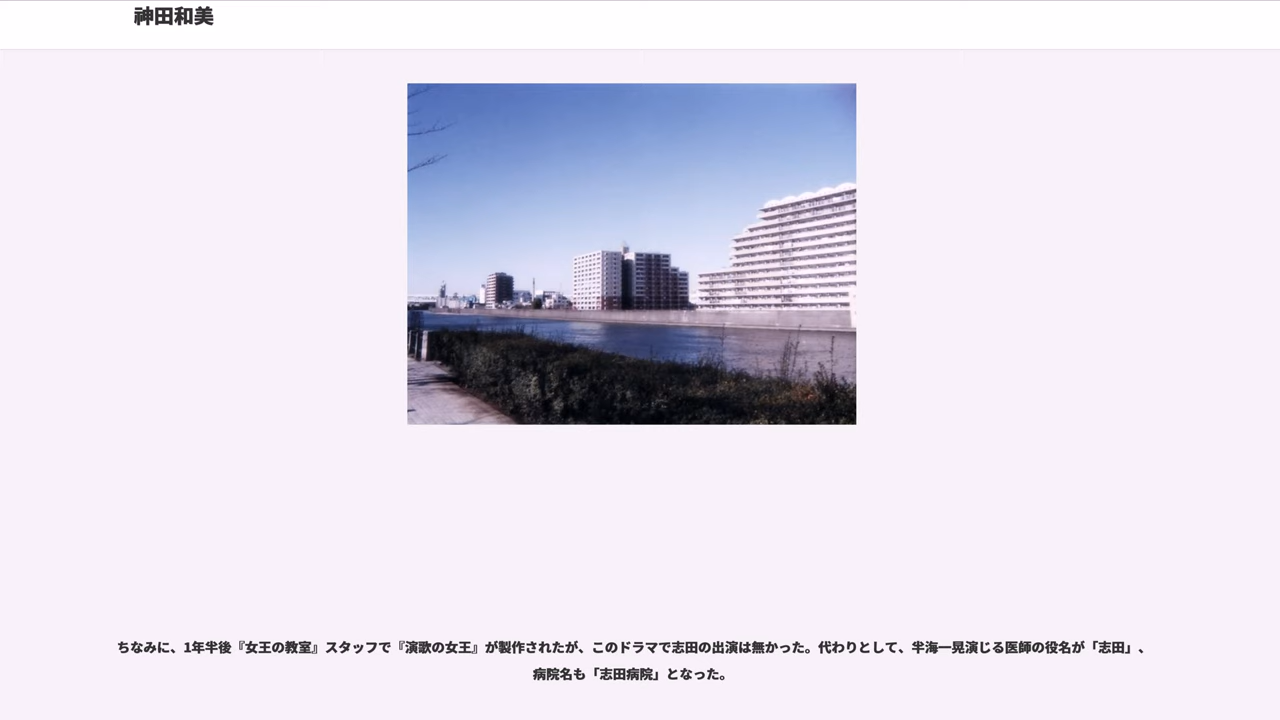 神田和美
ちなみに、1年半後『女王の教室』スタッフで『演歌の女王』が製作されたが、このドラマで志田の出演は無かった。代わりとして、半海一晃演じる医師の役名が「志田」、
病院名も「志田病院」となった。